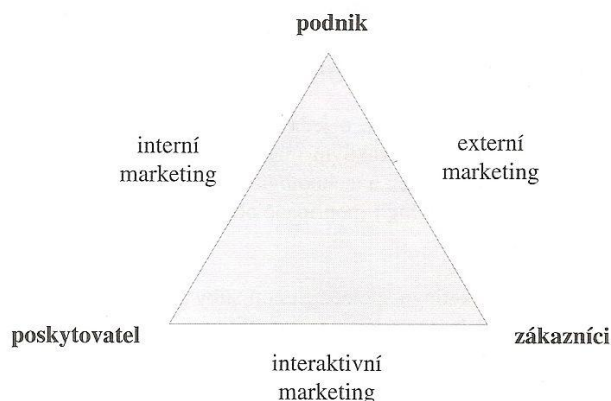 podnik
interní
marketing
externí
marketing
poskytovatel
zákazníci
interaktivní
marketing